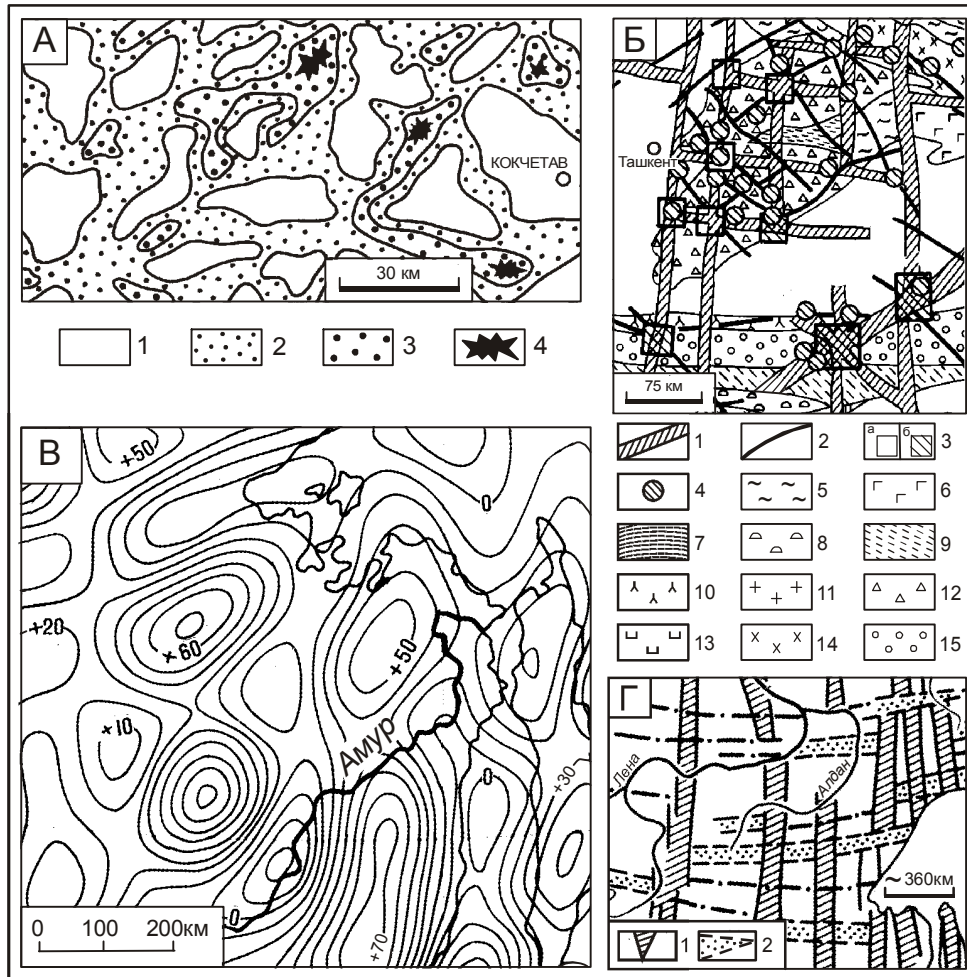 А
КОКЧЕТАВ
30 км
1
2
3
4
Б
Ташкент
75 км
1
2
а
б
3
4
5
6
7
8
9
10
11
12
13
14
15
В
+50
0
+20
+60
+50
+10
Амур
0
+30
0
+70
0 100 200км
Г
Лена
Алдан
~ 360км
1
2